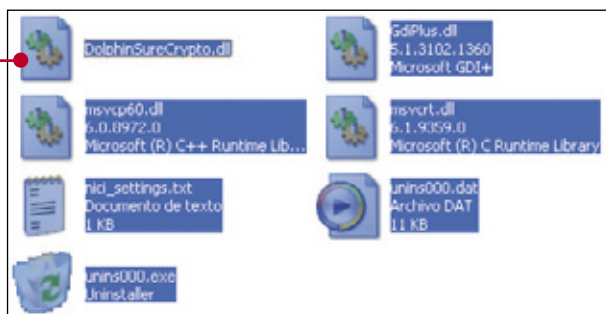 DolphinSureCrypto.dll
GdiPlus.dll
5.1.3102.1360
Microsoft GDI+
msvcp60.dll
6.0.8972.0
Microsoft (R) C++ Runtime Lib...
msvcrt.dll
6.1.9359.0
Microsoft (R) C Runtime Library
nici_settings.txt
Documento de texto
1 KB
unins000.dat
Archivo DAT
11 KB
unins000.exe
Uninstaller